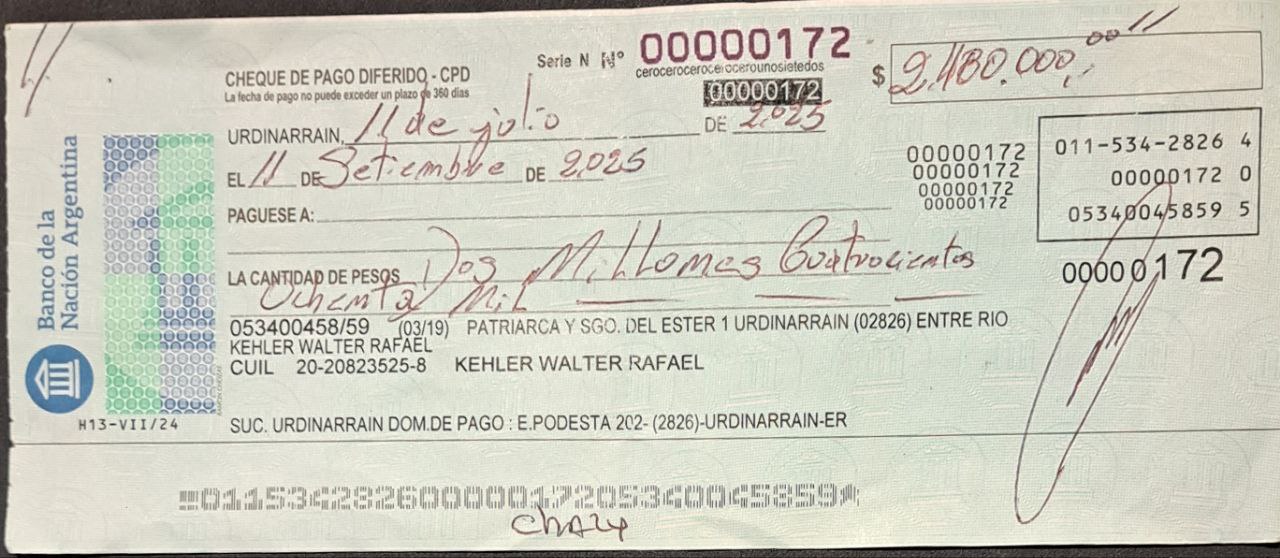 Serie N Nº 00000172
cerocerocerocerocerounosietedos
00000172
$ 2.480.000,00
CHEQUE DE PAGO DIFERIDO - CPD
La fecha de pago no puede exceder un plazo de 360 dias
URDINARRAIN, 11 de julio DE 2.025
EL 11 DE Setiembre DE 2.025
PAGUESE A:
LA CANTIDAD DE PESOS Dos Millones Cuatrocientos
Ochenta Mil
00000172
00000172
00000172
00000172
011-534-2826 4
00000172 0
05340045859 5
00000172
053400458/59 (03/19) PATRIARCA Y SGO. DEL ESTER 1 URDINARRAIN (02826) ENTRE RIO
KEHLER WALTER RAFAEL
CUIL 20-20823525-8 KEHLER WALTER RAFAEL
SUC. URDINARRAIN DOM.DE PAGO : E.PODESTA 202- (2826)-URDINARRAIN-ER
Banco de la
Nación Argentina
H13-VII/24
01153428260000017205340045859